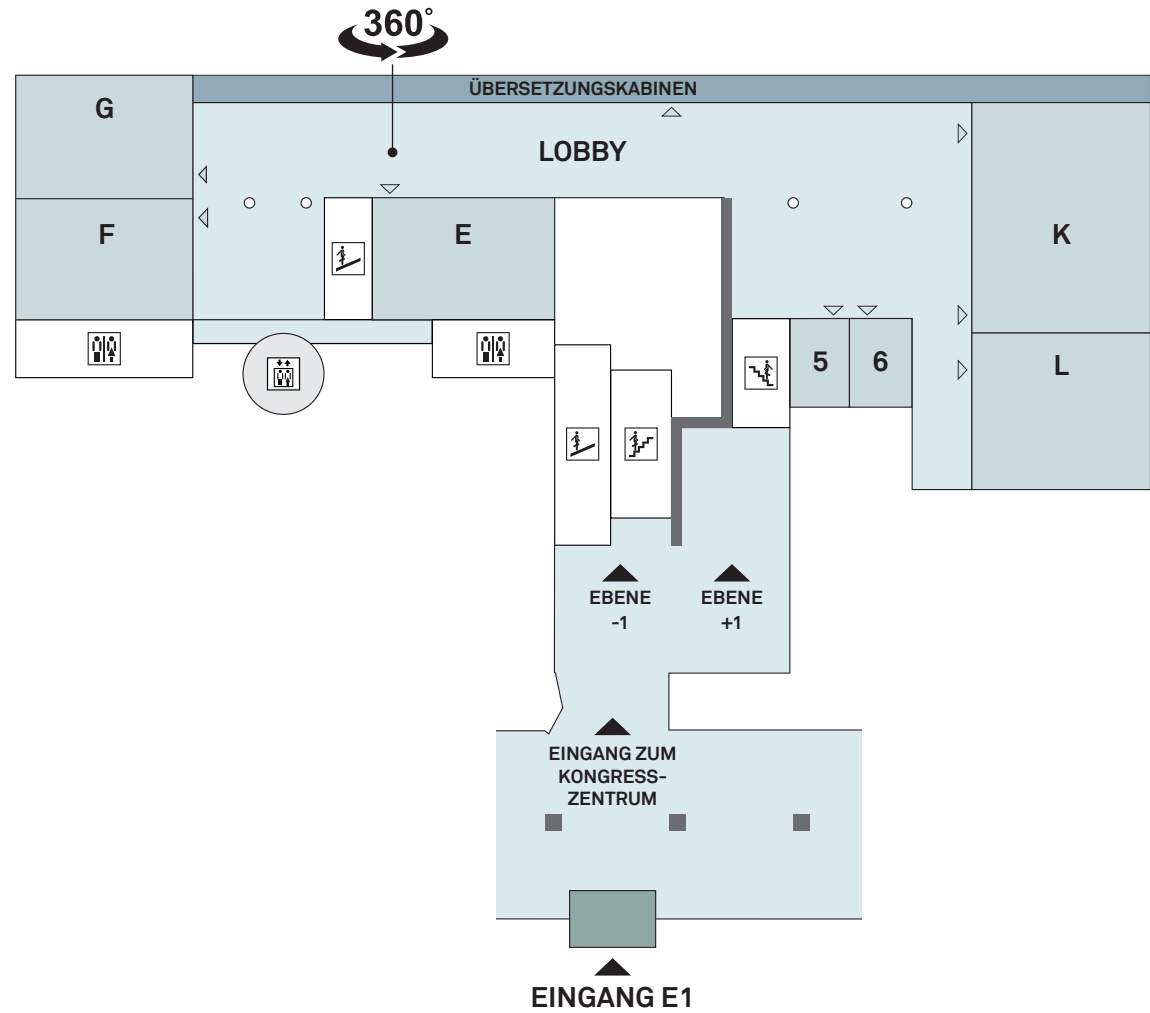 360°
ÜBERSETZUNGSKABINEN
G
LOBBY
F
E
K
5
6
L
EBENE
-1
EBENE
+1
EINGANG ZUM
KONGRESS-
ZENTRUM
EINGANG E1